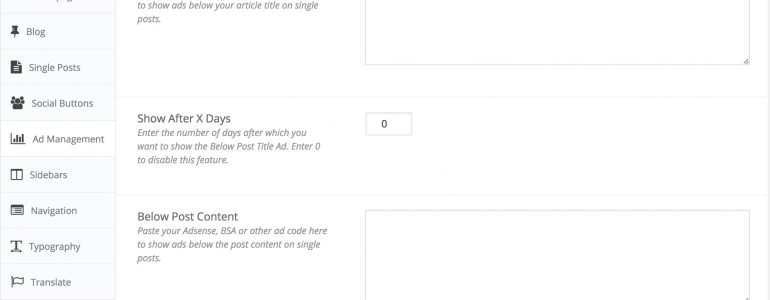 to show ads below your article title on single
posts.
Blog
Single Posts
Social Buttons
Ad Management
Sidebars
Navigation
Typography
Translate
Show After X Days
0
Enter the number of days after which you
want to show the Below Post Title Ad. Enter 0
to disable this feature.
Below Post Content
Paste your Adsense, BSA or other ad code here
to show ads below the post content on single
posts.